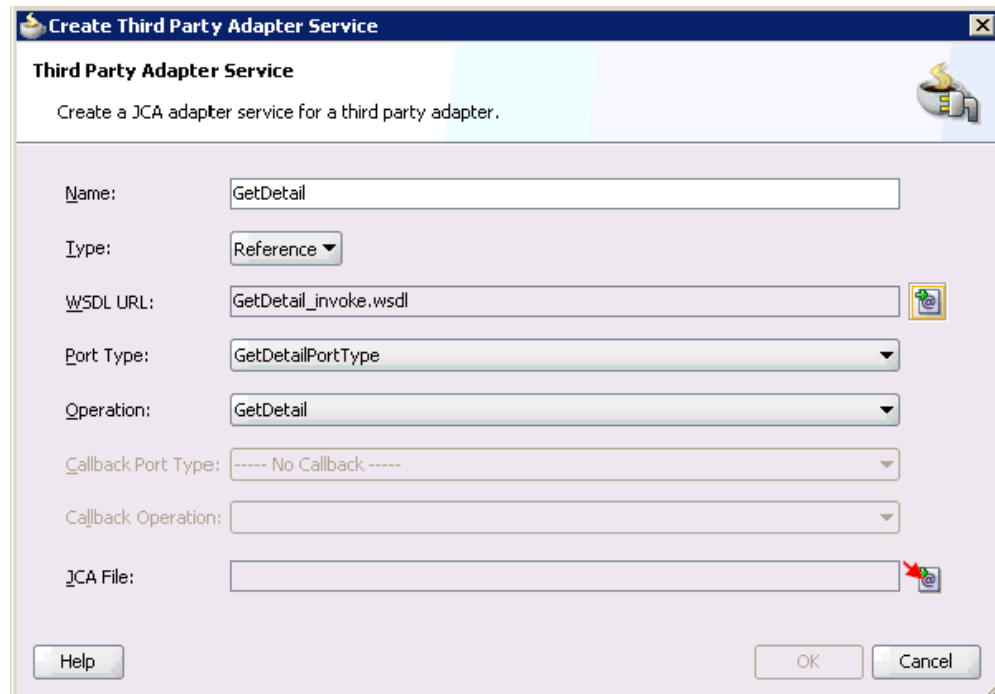 Create Third Party Adapter Service
Third Party Adapter Service
Create a JCA adapter service for a third party adapter.
Name: GetDetail
Type: Reference
WSDL URL: GetDetail_invoke.wsdl
Port Type: GetDetailPortType
Operation: GetDetail
Callback Port Type: ----- No Callback -----
Callback Operation:
JCA File:
Help OK Cancel